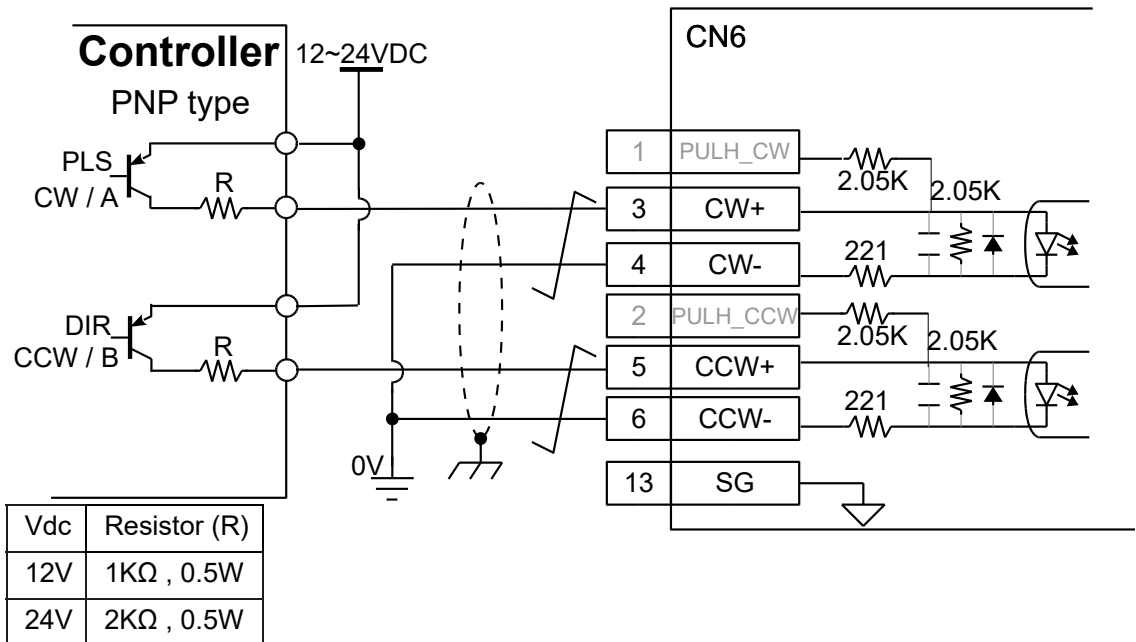 Controller
PNP type
12~24VDC
CN6
PLS
CW / A
R
DIR
CCW / B
R
0V
1 PULH_CW
3 CW+
4 CW-
2 PULH_CCW
5 CCW+
6 CCW-
13 SG
2.05K
2.05K
221
2.05K
2.05K
221
Vdc Resistor (R)
12V 1KΩ , 0.5W
24V 2KΩ , 0.5W